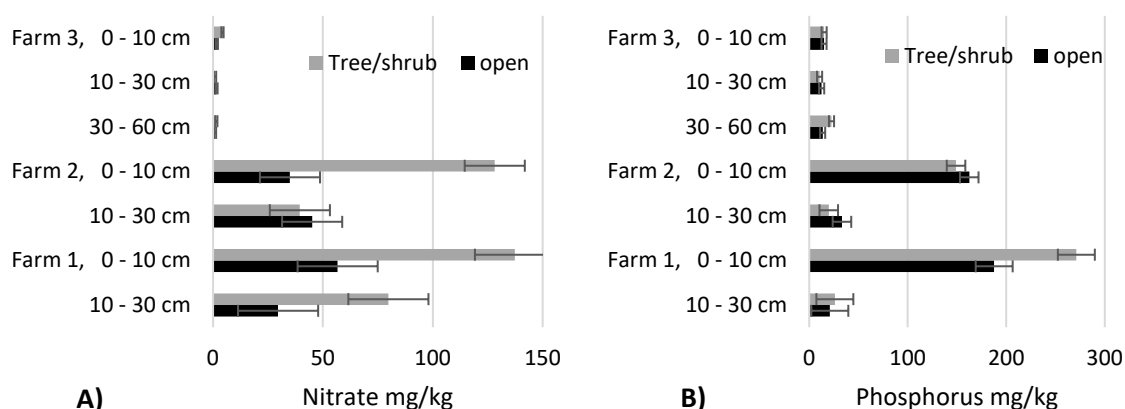 Farm 3, 0 - 10 cm
10 - 30 cm
30 - 60 cm
Farm 2, 0 - 10 cm
10 - 30 cm
Farm 1, 0 - 10 cm
10 - 30 cm
Tree/shrub open
0 50 100 150
A) Nitrate mg/kg
Farm 3, 0 - 10 cm
10 - 30 cm
30 - 60 cm
Farm 2, 0 - 10 cm
10 - 30 cm
Farm 1, 0 - 10 cm
10 - 30 cm
Tree/shrub open
0 100 200 300
B) Phosphorus mg/kg